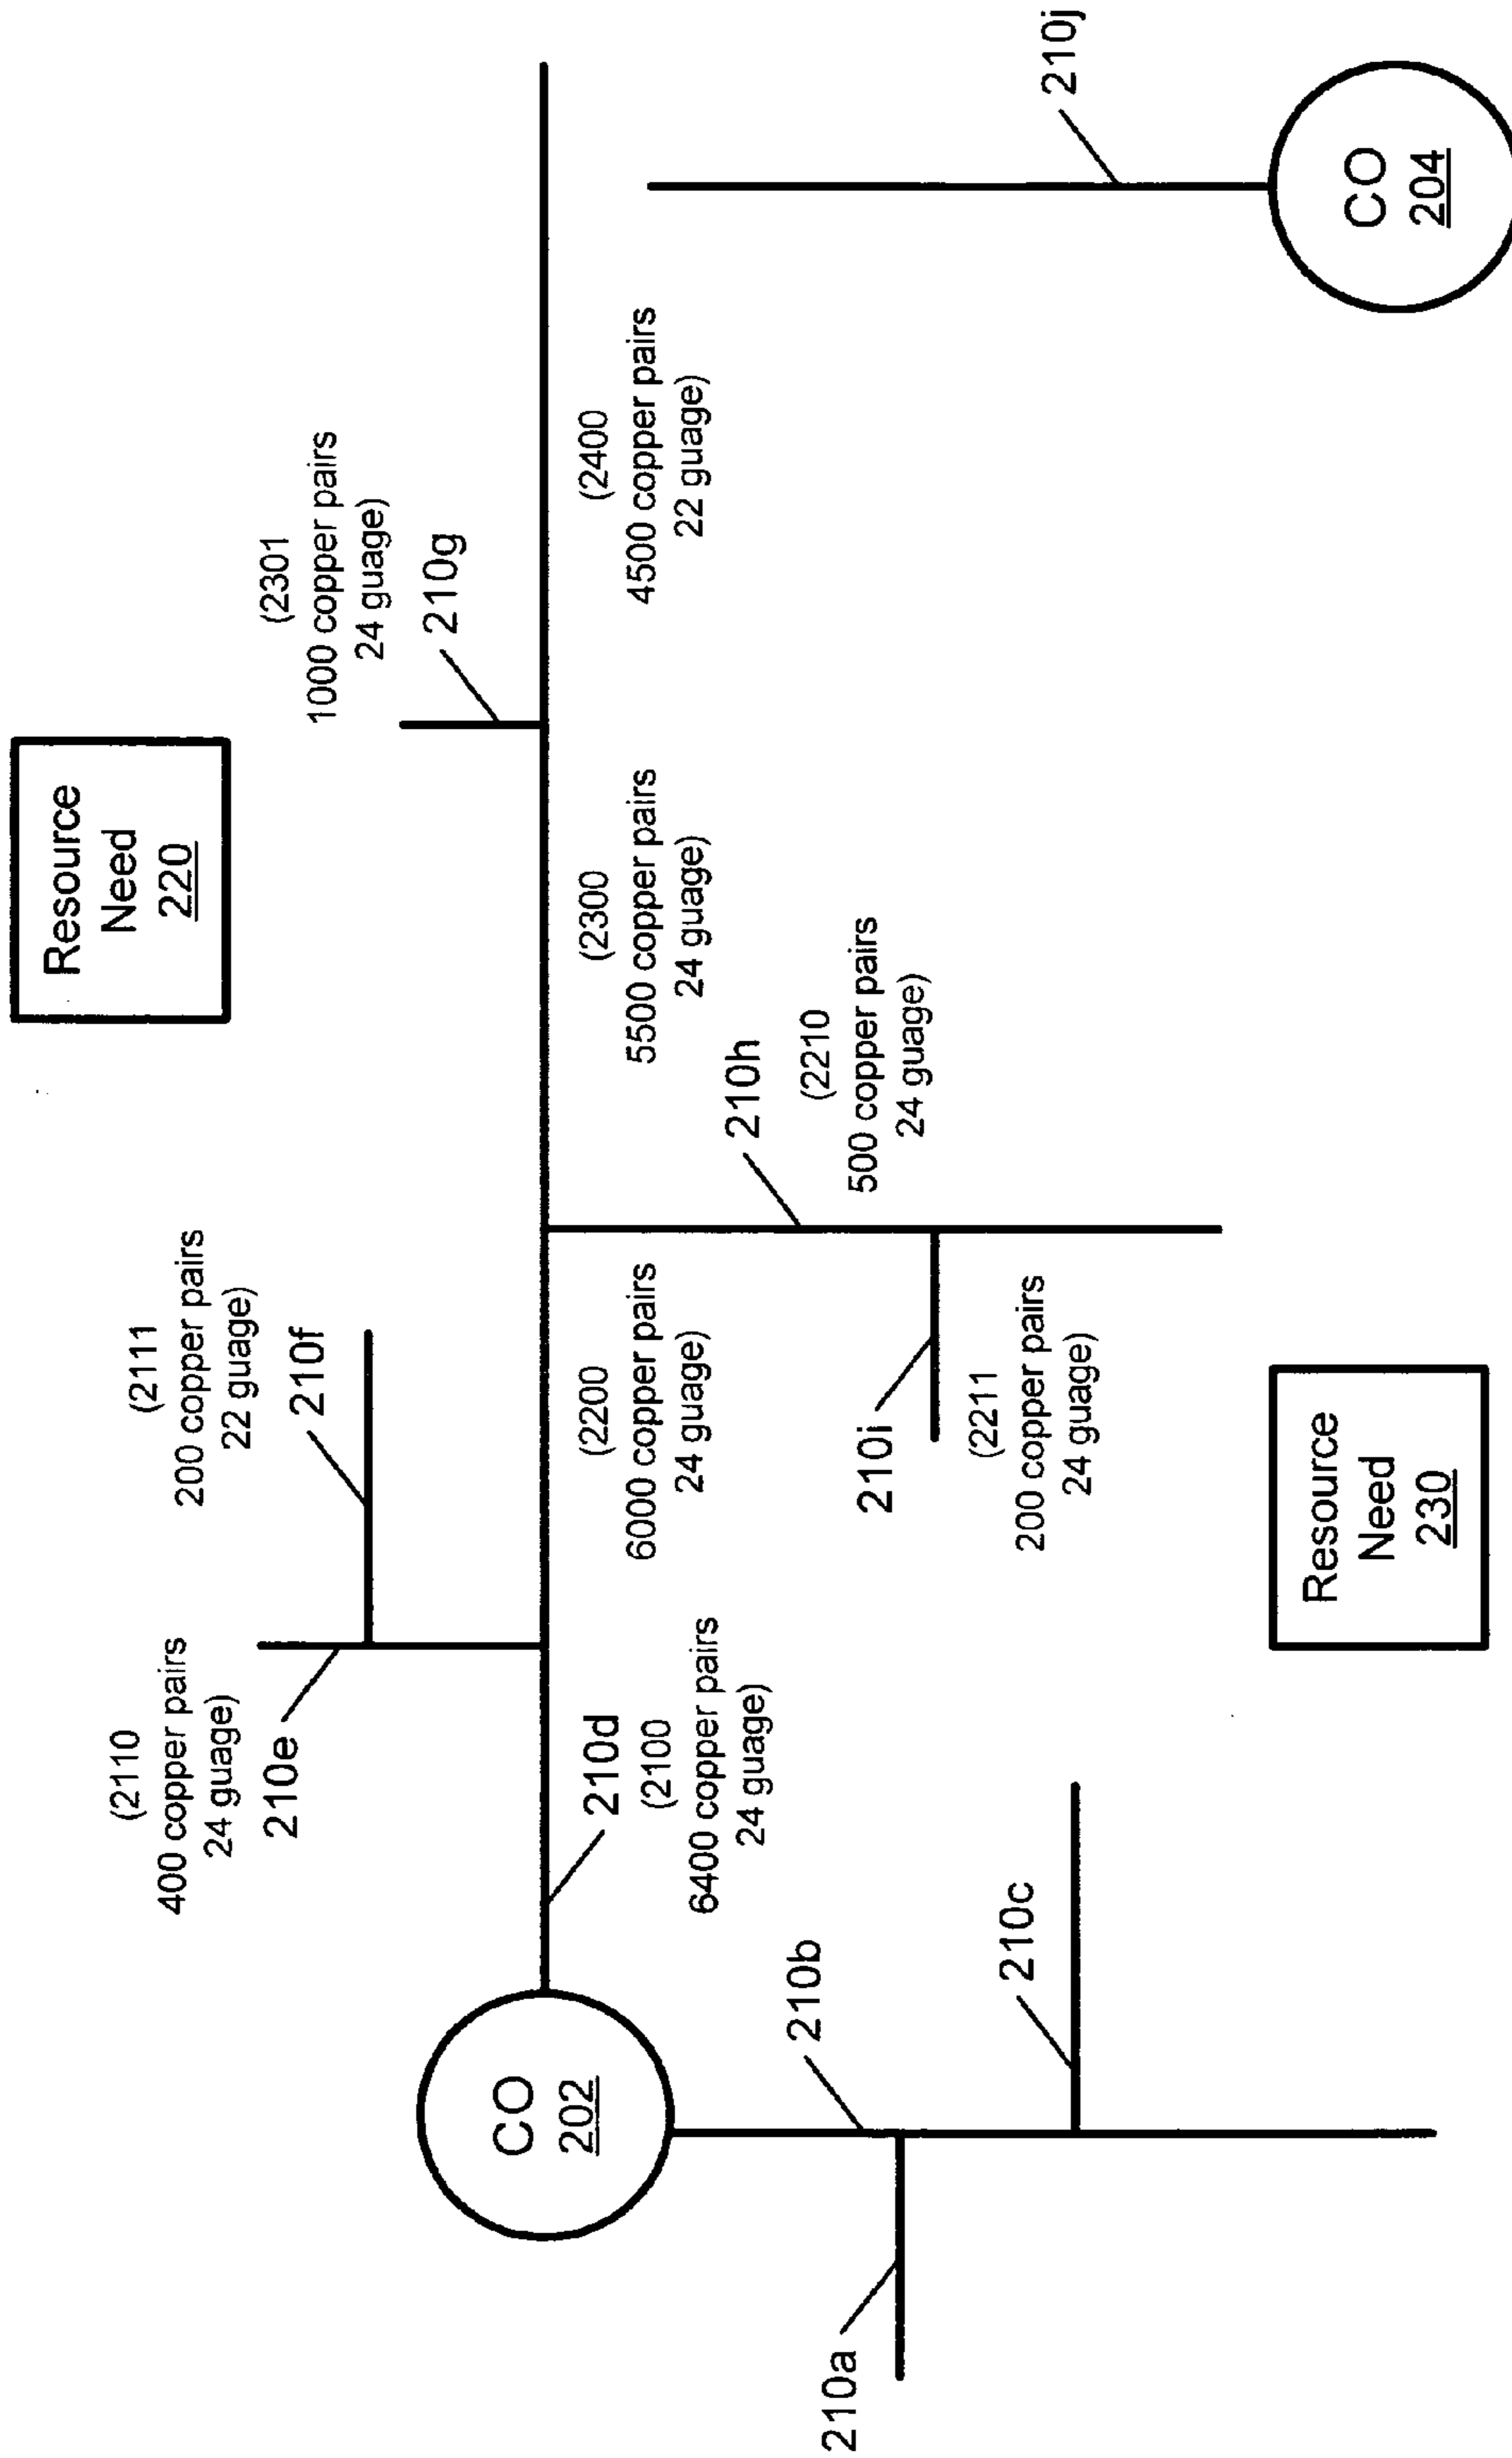 Resource
Need
220
(2301
1000 copper pairs
24 guage)
210g
(2111
200 copper pairs
22 guage)
210f
(2110
400 copper pairs
24 guage)
210e
CO
202
210d
(2100
6400 copper pairs
24 guage)
(2200
6000 copper pairs
24 guage)
(2300
5500 copper pairs
24 guage)
(2400
4500 copper pairs
22 guage)
210h
(2210
500 copper pairs
24 guage)
210i
(2211
200 copper pairs
24 guage)
210b
210a
210c
Resource
Need
230
210j
CO
204